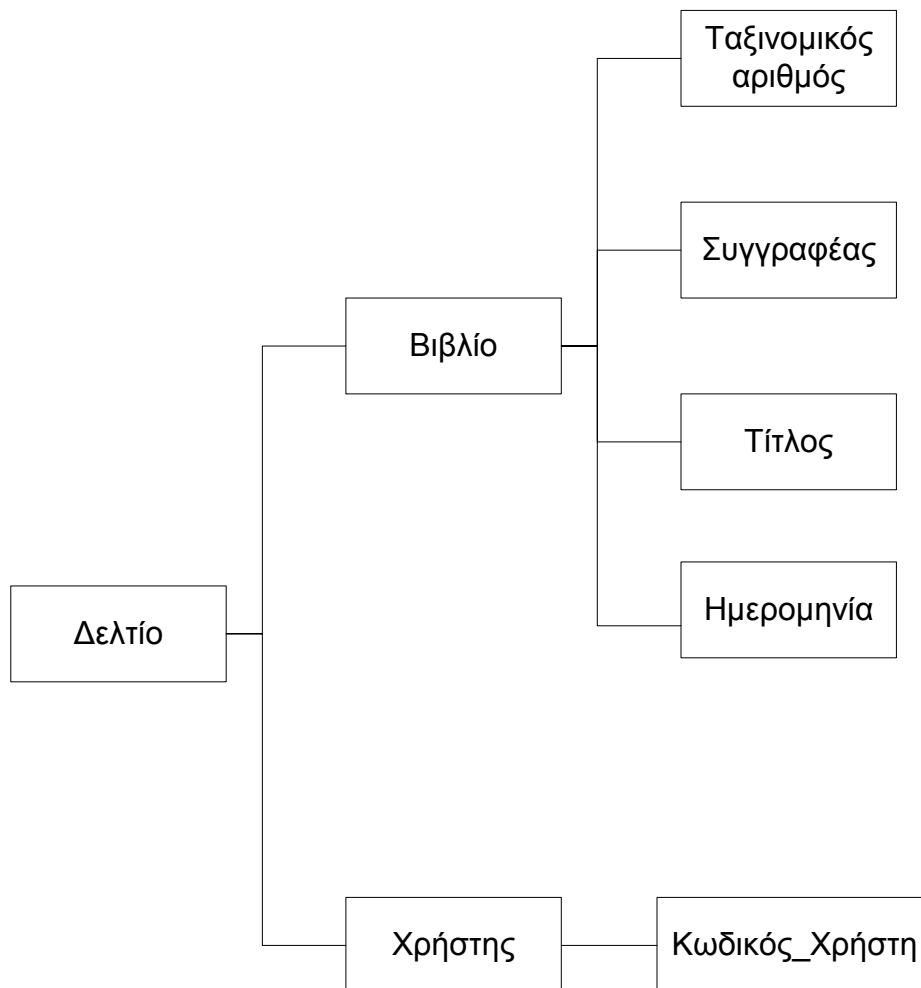 Ταξινομικός
αριθμός
Συγγραφέας
Βιβλίο
Τίτλος
Ημερομηνία
Δελτίο
Χρήστης
Κωδικός_Χρήστη